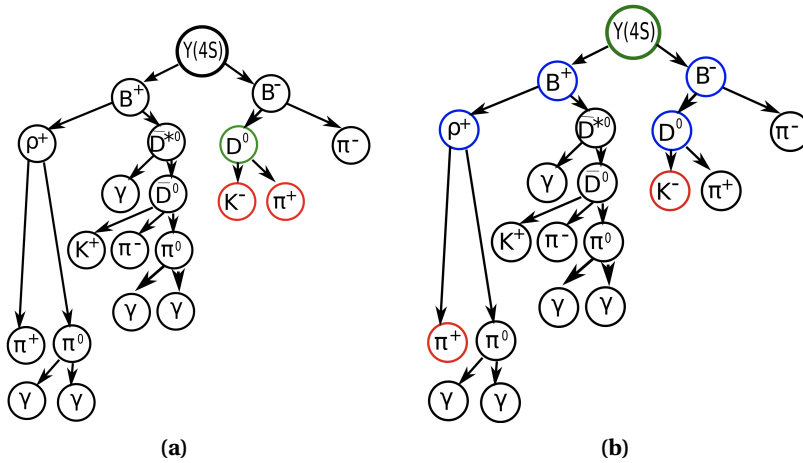 Υ(4S)
B⁺
B⁻
ρ⁺
D̅*⁰
D⁰
π⁻
γ
D̅⁰
K⁻
π⁺
K⁺
π⁻
π⁰
γ
γ
π⁺
π⁰
γ
γ
(a)
Υ(4S)
B⁺
B⁻
ρ⁺
D̅*⁰
D⁰
π⁻
γ
D̅⁰
K⁻
π⁺
K⁺
π⁻
π⁰
γ
γ
π⁺
π⁰
γ
γ
(b)